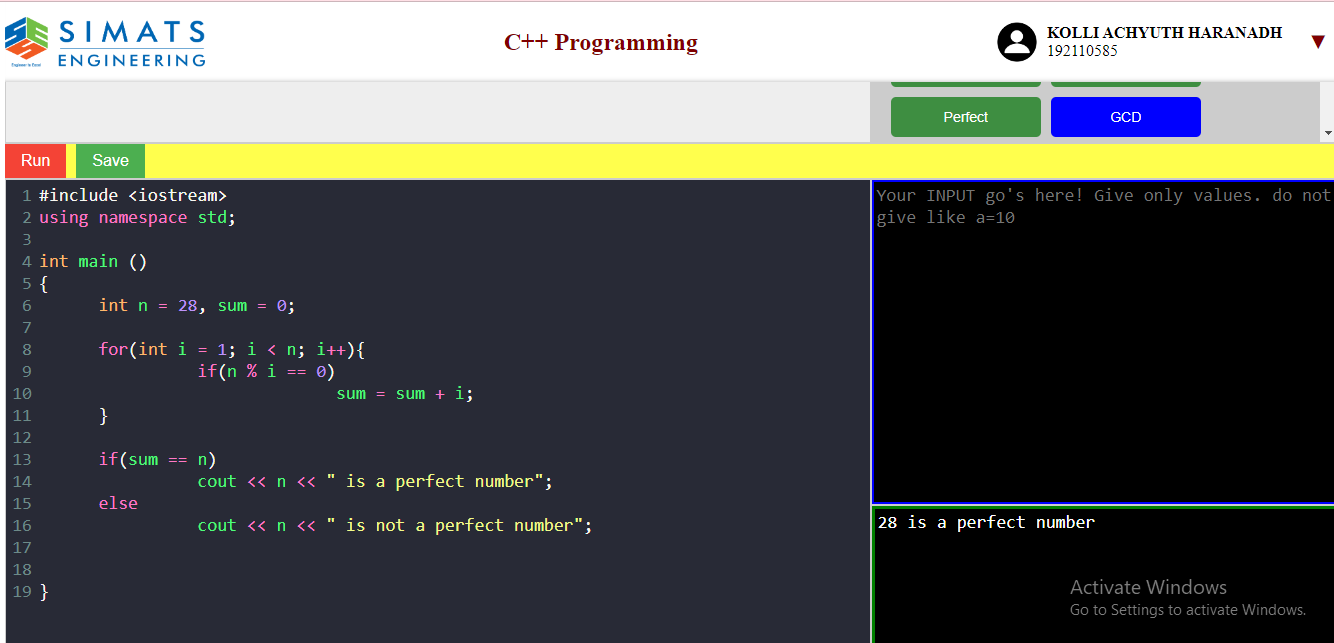 SIMATS
ENGINEERING
Engineer to Excel
C++ Programming
KOLLI ACHYUTH HARANADH
192110585
Perfect
GCD
Run
Save
1 #include <iostream>
2 using namespace std;
3
4 int main ()
5 {
6 int n = 28, sum = 0;
7
8 for(int i = 1; i < n; i++){
9 if(n % i == 0)
10 sum = sum + i;
11 }
12
13 if(sum == n)
14 cout << n << " is a perfect number";
15 else
16 cout << n << " is not a perfect number";
17
18
19 }
Your INPUT go's here! Give only values. do not
give like a=10
28 is a perfect number
Activate Windows
Go to Settings to activate Windows.